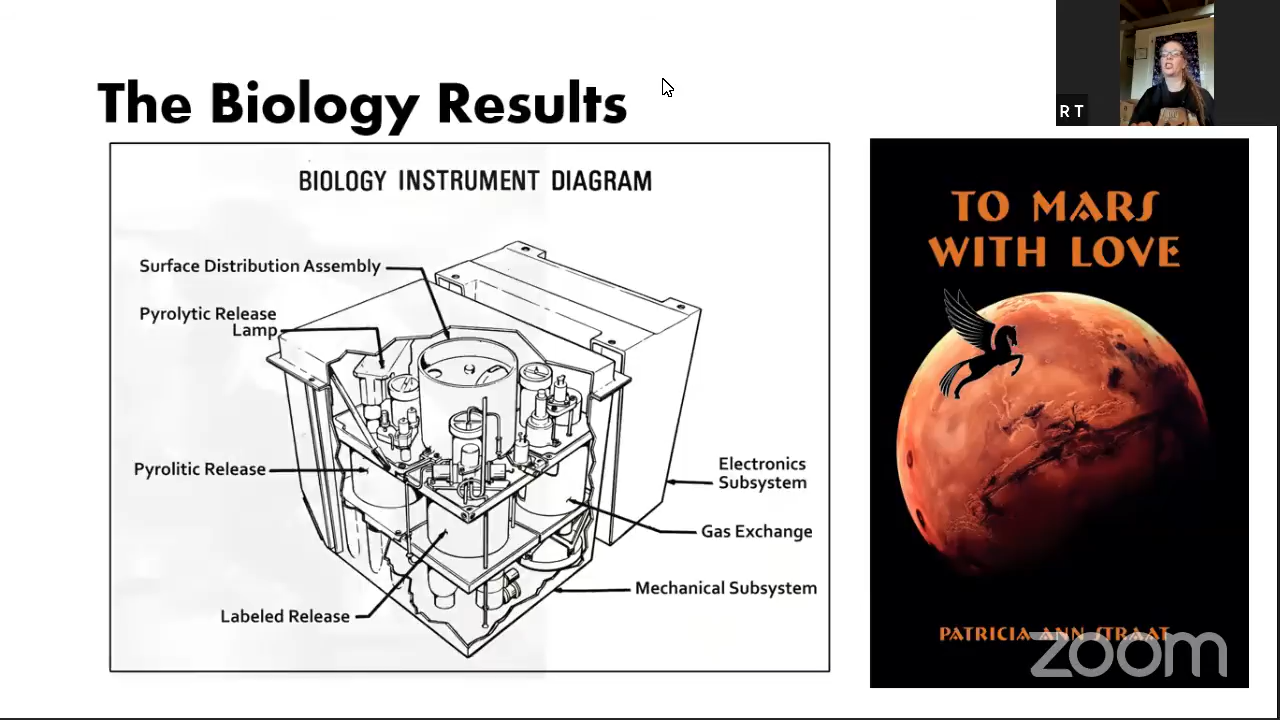 The Biology Results
BIOLOGY INSTRUMENT DIAGRAM
Surface Distribution Assembly
Pyrolytic Release
Lamp
Pyrolitic Release
Labeled Release
Electronics
Subsystem
Gas Exchange
Mechanical Subsystem
R T
TO MARS
WITH LOVE
PATRICIA ANN STRAAT
zoom